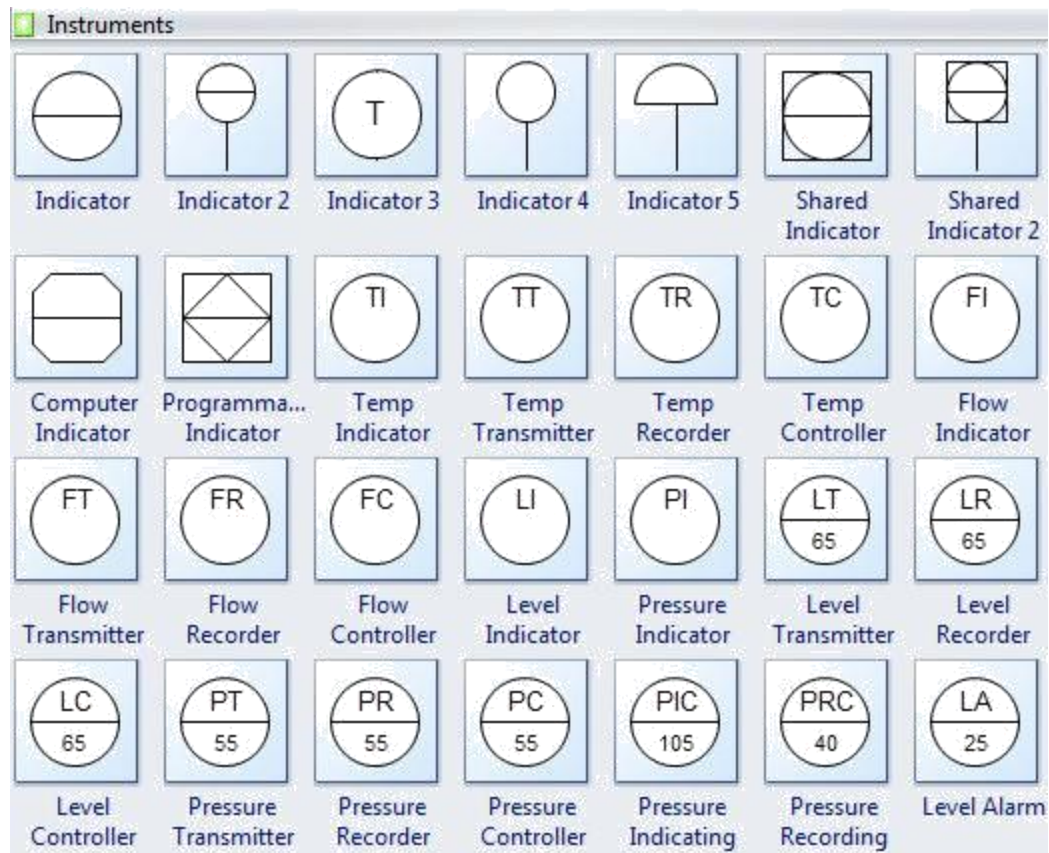 Instruments
T
Indicator Indicator 2 Indicator 3 Indicator 4 Indicator 5 Shared Shared
Indicator Indicator 2
TI TT TR TC FI
Computer Programma... Temp Temp Temp Temp Flow
Indicator Indicator Indicator Transmitter Recorder Controller Indicator
FT FR FC LI PI LT LR
65 65
Flow Flow Flow Level Pressure Level Level
Transmitter Recorder Controller Indicator Indicator Transmitter Recorder
LC PT PR PC PIC PRC LA
65 55 55 55 105 40 25
Level Pressure Pressure Pressure Pressure Pressure Level Alarm
Controller Transmitter Recorder Controller Indicating Recording